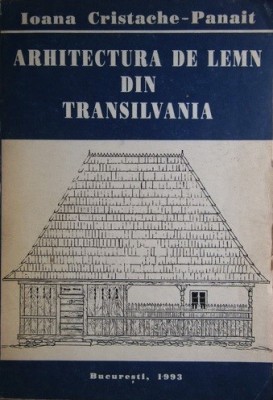 Ioana Cristache-Panait
ARHITECTURA DE LEMN
DIN
TRANSILVANIA
București, 1993